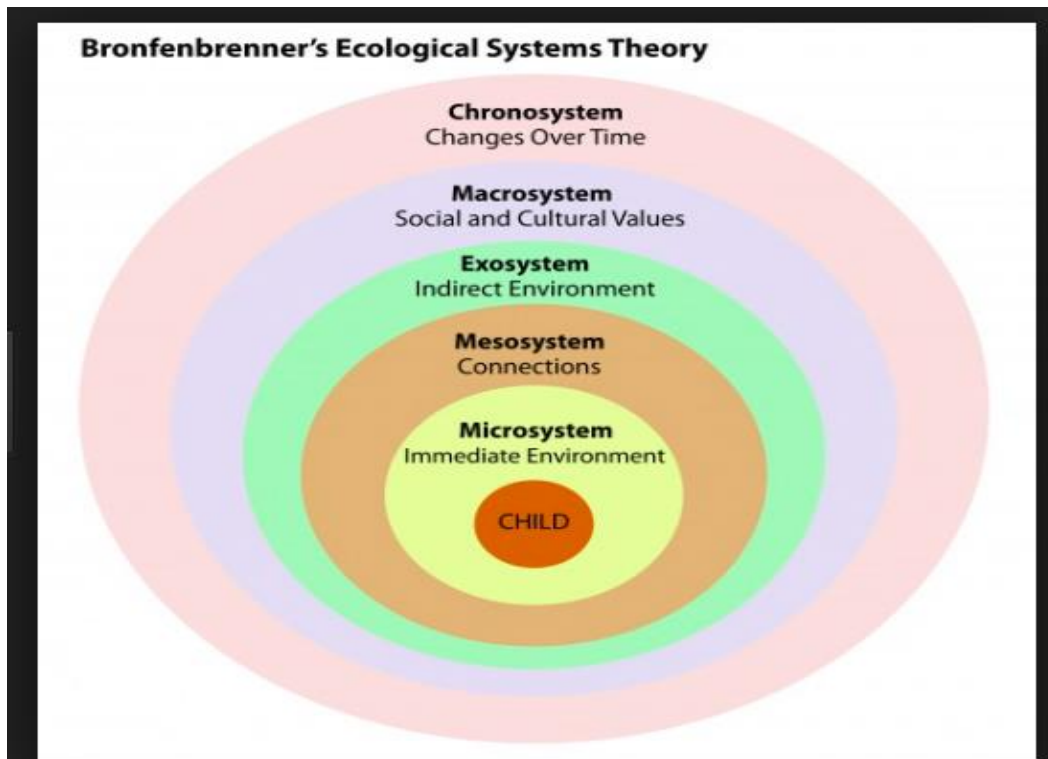 Bronfenbrenner's Ecological Systems Theory
Chronosystem
Changes Over Time
Macrosystem
Social and Cultural Values
Exosystem
Indirect Environment
Mesosystem
Connections
Microsystem
Immediate Environment
CHILD